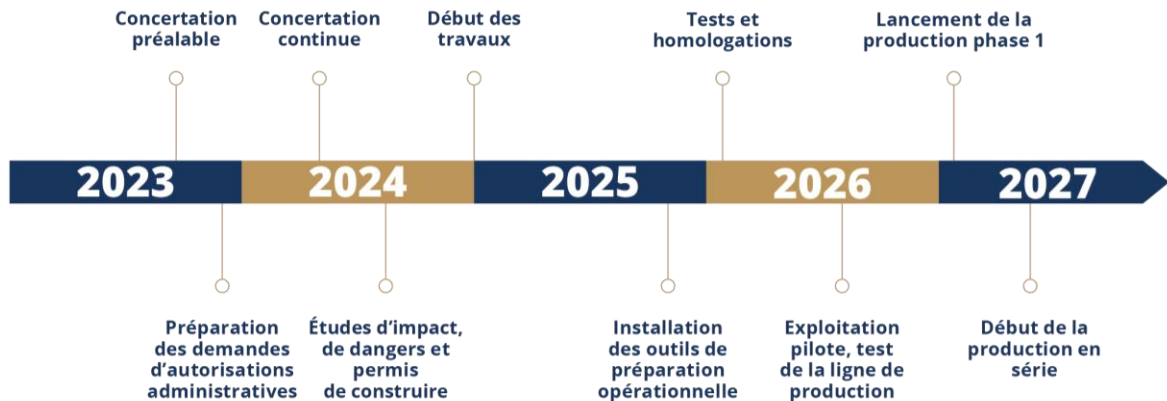 Concertation
préalable
Concertation
continue
Début des
travaux
Tests et
homologations
Lancement de la
production phase 1
2023
2024
2025
2026
2027
Préparation
des demandes
d'autorisations
administratives
Études d'impact,
de dangers et
permis
de construire
Installation
des outils de
préparation
opérationnelle
Exploitation
pilote, test
de la ligne de
production
Début de la
production en
série